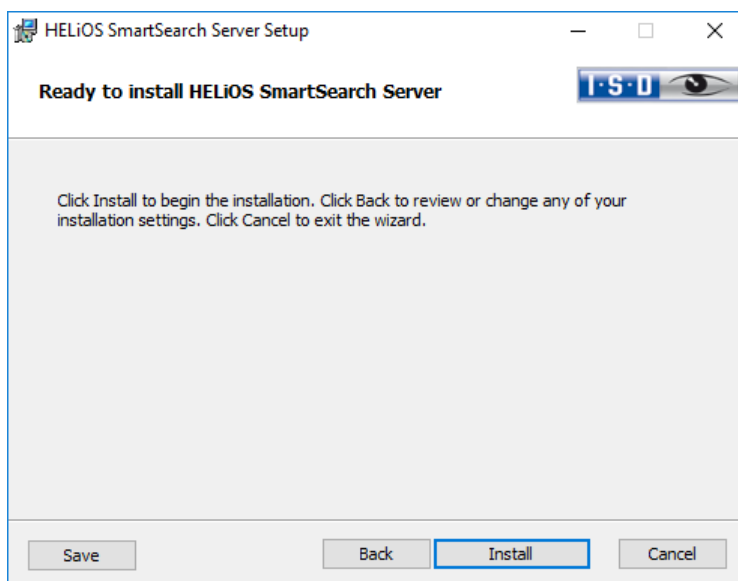 HELiOS SmartSearch Server Setup
Ready to install HELiOS SmartSearch Server
I·S·D
Click Install to begin the installation. Click Back to review or change any of your
installation settings. Click Cancel to exit the wizard.
Save
Back
Install
Cancel